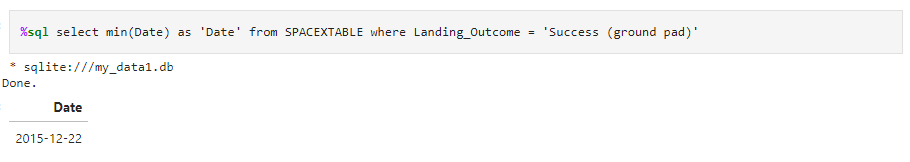 %sql select min(Date) as 'Date' from SPACEXTABLE where Landing_Outcome = 'Success (ground pad)'
* sqlite:///my_data1.db
Done.
Date
2015-12-22